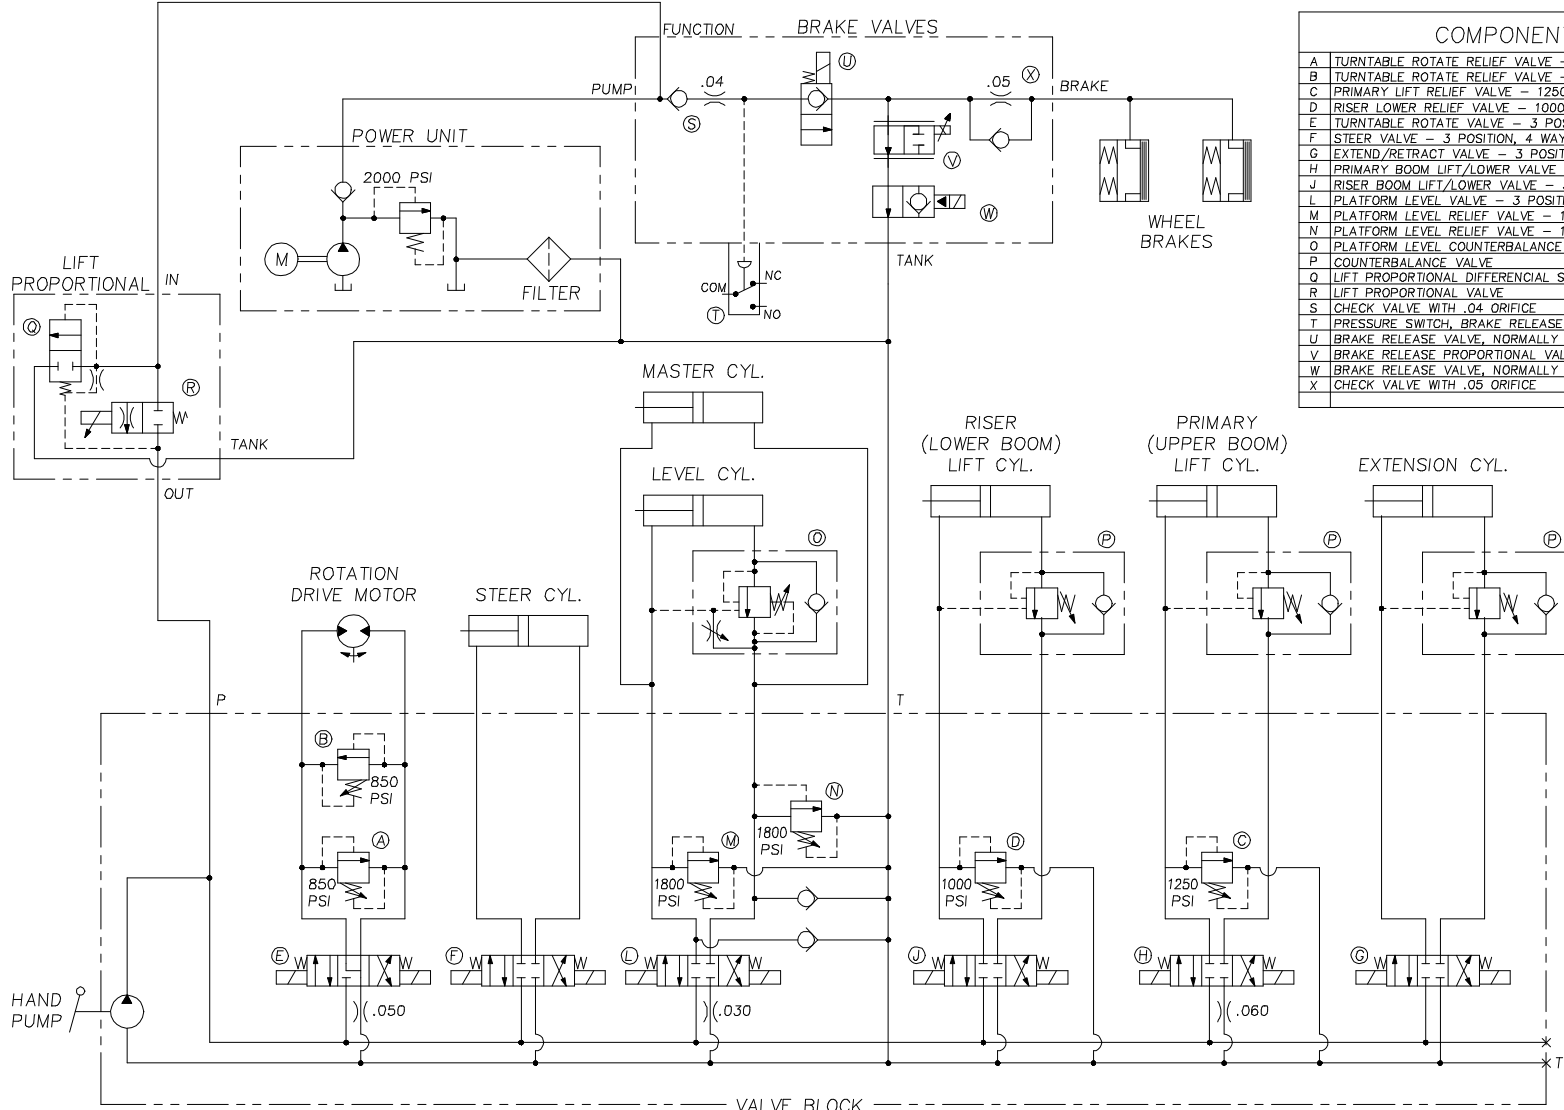 FUNCTION
BRAKE VALVES
PUMP
.04
S
U
.05
X
BRAKE
V
W
WHEEL
BRAKES
TANK
NC
COM
NO
T
POWER UNIT
2000 PSI
M
FILTER
LIFT
PROPORTIONAL
IN
Q
R
TANK
OUT
COMPONEN
A TURNTABLE ROTATE RELIEF VALVE –
B TURNTABLE ROTATE RELIEF VALVE –
C PRIMARY LIFT RELIEF VALVE – 1250
D RISER LOWER RELIEF VALVE – 1000
E TURNTABLE ROTATE VALVE – 3 POS
F STEER VALVE – 3 POSITION, 4 WAY
G EXTEND/RETRACT VALVE – 3 POSIT
H PRIMARY BOOM LIFT/LOWER VALVE
J RISER BOOM LIFT/LOWER VALVE –
L PLATFORM LEVEL VALVE – 3 POSITI
M PLATFORM LEVEL RELIEF VALVE – 1
N PLATFORM LEVEL RELIEF VALVE – 1
O PLATFORM LEVEL COUNTERBALANCE
P COUNTERBALANCE VALVE
Q LIFT PROPORTIONAL DIFFERENCIAL S
R LIFT PROPORTIONAL VALVE
S CHECK VALVE WITH .04 ORIFICE
T PRESSURE SWITCH, BRAKE RELEASE
U BRAKE RELEASE VALVE, NORMALLY
V BRAKE RELEASE PROPORTIONAL VAL
W BRAKE RELEASE VALVE, NORMALLY
X CHECK VALVE WITH .05 ORIFICE
MASTER CYL.
LEVEL CYL.
O
RISER
(LOWER BOOM)
LIFT CYL.
P
PRIMARY
(UPPER BOOM)
LIFT CYL.
P
EXTENSION CYL.
P
ROTATION
DRIVE MOTOR
STEER CYL.
P
T
B
850
PSI
A
850
PSI
N
1800
PSI
M
1800
PSI
D
1000
PSI
C
1250
PSI
E
F
L
J
H
G
HAND
PUMP
.050
.030
.060
T
VALVE BLOCK